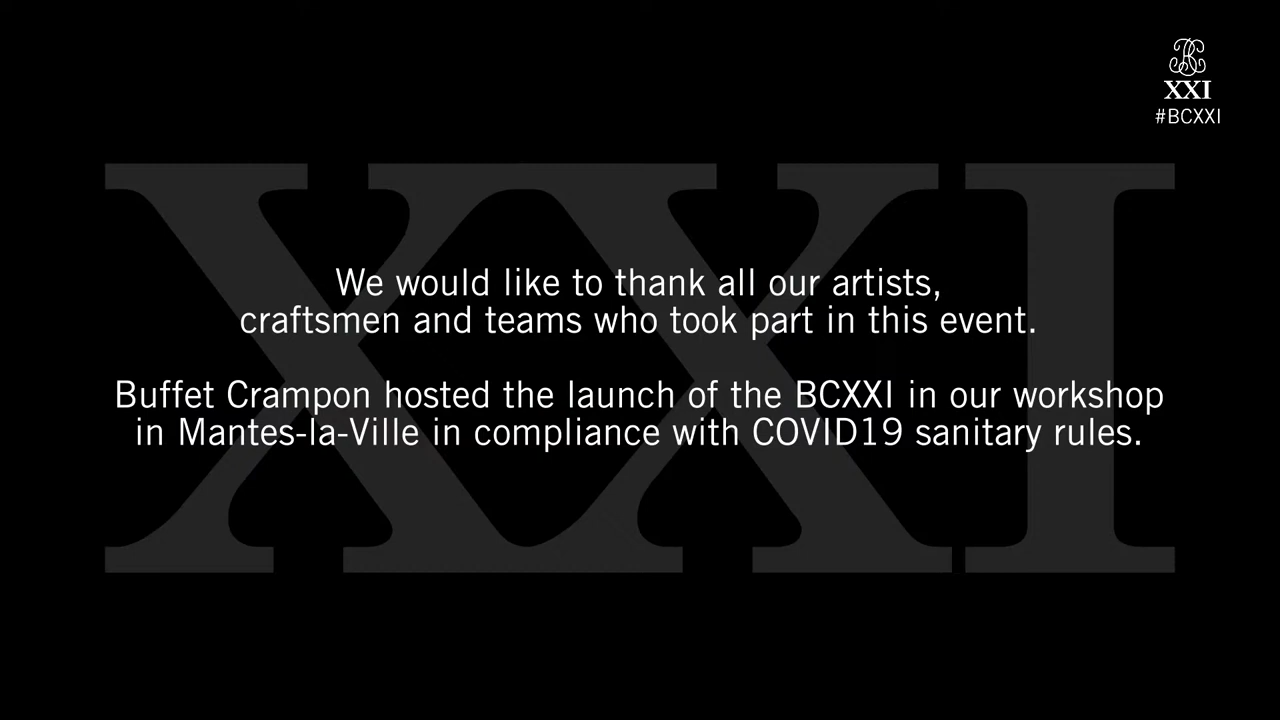 XXI
#BCXXI
XXI
We would like to thank all our artists,
craftsmen and teams who took part in this event.
Buffet Crampon hosted the launch of the BCXXI in our workshop
in Mantes-la-Ville in compliance with COVID19 sanitary rules.